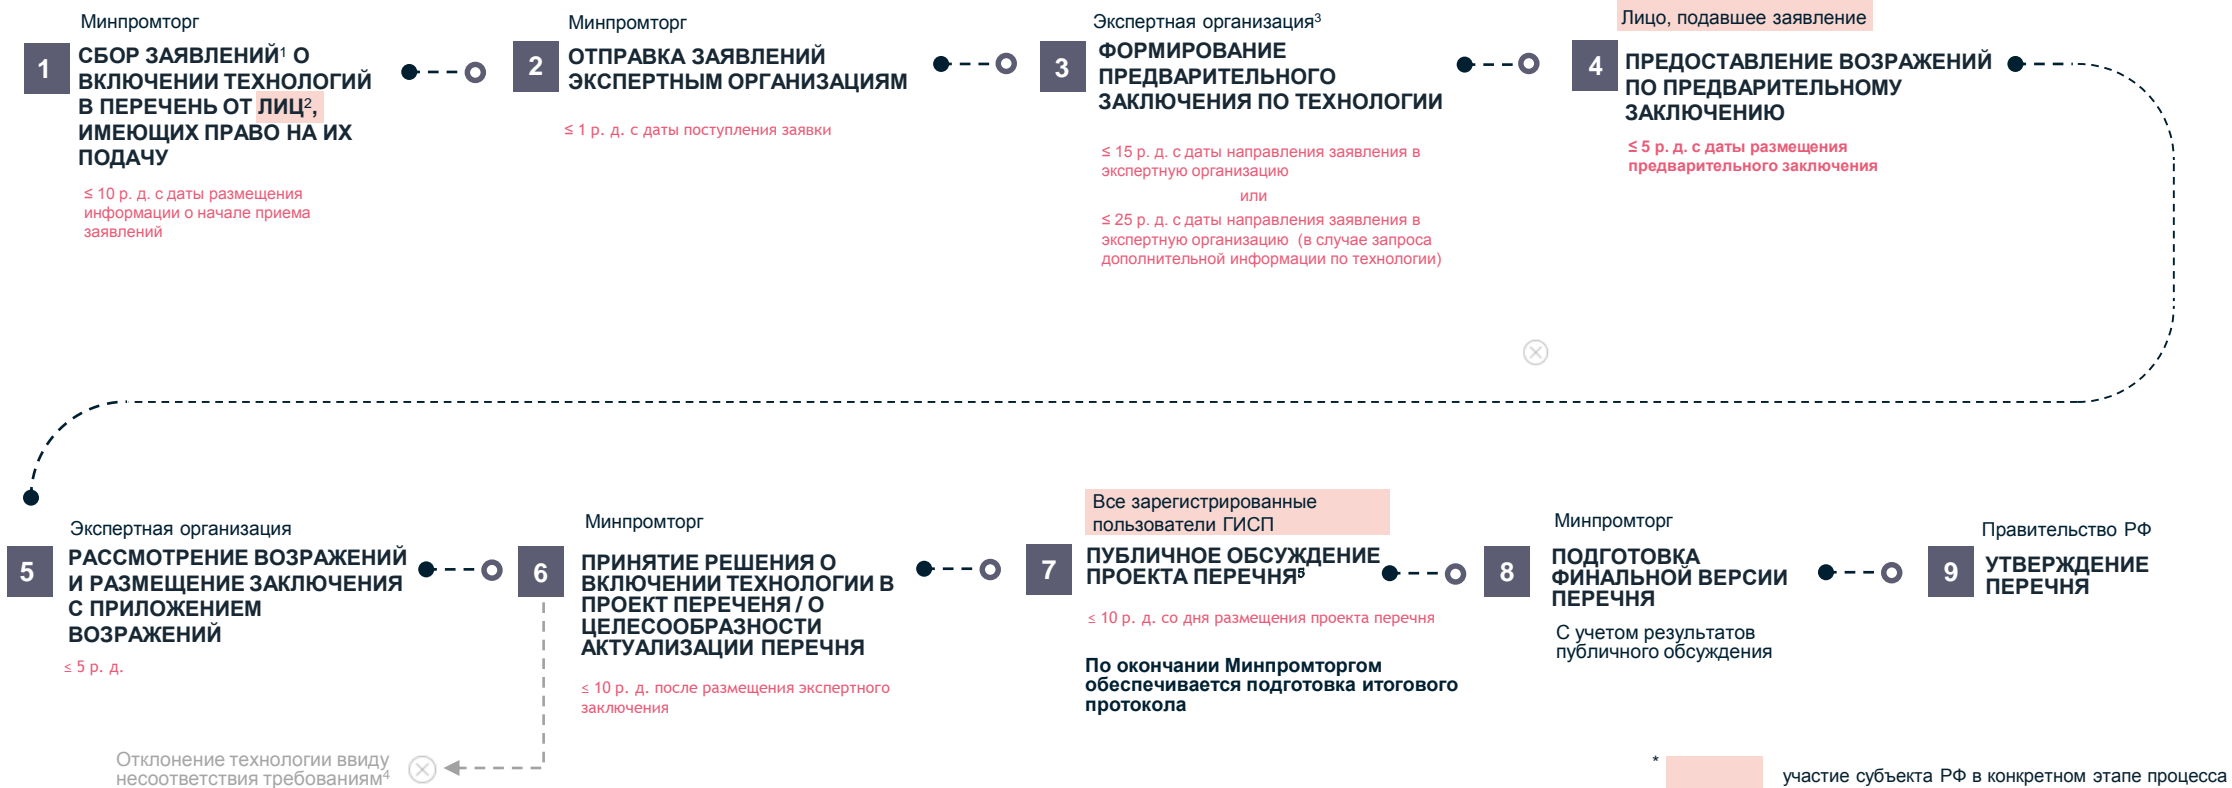 Минпромторг
1
СБОР ЗАЯВЛЕНИЙ¹ О
ВКЛЮЧЕНИИ ТЕХНОЛОГИЙ
В ПЕРЕЧЕНЬ ОТ ЛИЦ²,
ИМЕЮЩИХ ПРАВО НА ИХ
ПОДАЧУ
≤ 10 р. д. с даты размещения
информации о начале приема
заявлений
Минпромторг
2
ОТПРАВКА ЗАЯВЛЕНИЙ
ЭКСПЕРТНЫМ ОРГАНИЗАЦИЯМ
≤ 1 р. д. с даты поступления заявки
Экспертная организация³
3
ФОРМИРОВАНИЕ
ПРЕДВАРИТЕЛЬНОГО
ЗАКЛЮЧЕНИЯ ПО ТЕХНОЛОГИИ
≤ 15 р. д. с даты направления заявления в
экспертную организацию
или
≤ 25 р. д. с даты направления заявления в
экспертную организацию (в случае запроса
дополнительной информации по технологии)
Лицо, подавшее заявление
4
ПРЕДОСТАВЛЕНИЕ ВОЗРАЖЕНИЙ
ПО ПРЕДВАРИТЕЛЬНОМУ
ЗАКЛЮЧЕНИЮ
≤ 5 р. д. с даты размещения
предварительного заключения
Экспертная организация
5
РАССМОТРЕНИЕ ВОЗРАЖЕНИЙ
И РАЗМЕЩЕНИЕ ЗАКЛЮЧЕНИЯ
С ПРИЛОЖЕНИЕМ
ВОЗРАЖЕНИЙ
≤ 5 р. д.
Минпромторг
6
ПРИНЯТИЕ РЕШЕНИЯ О
ВКЛЮЧЕНИИ ТЕХНОЛОГИИ В
ПРОЕКТ ПЕРЕЧЕНЯ / О
ЦЕЛЕСООБРАЗНОСТИ
АКТУАЛИЗАЦИИ ПЕРЕЧНЯ
≤ 10 р. д. после размещения экспертного
заключения
Отклонение технологии ввиду
несоответствия требованиям⁴
Все зарегистрированные
пользователи ГИСП
7
ПУБЛИЧНОЕ ОБСУЖДЕНИЕ
ПРОЕКТА ПЕРЕЧНЯ⁵
≤ 10 р. д. со дня размещения проекта перечня
По окончании Минпромторгом
обеспечивается подготовка итогового
протокола
Минпромторг
8
ПОДГОТОВКА
ФИНАЛЬНОЙ ВЕРСИИ
ПЕРЕЧНЯ
С учетом результатов
публичного обсуждения
Правительство РФ
9
УТВЕРЖДЕНИЕ
ПЕРЕЧНЯ
* участие субъекта РФ в конкретном этапе процесса